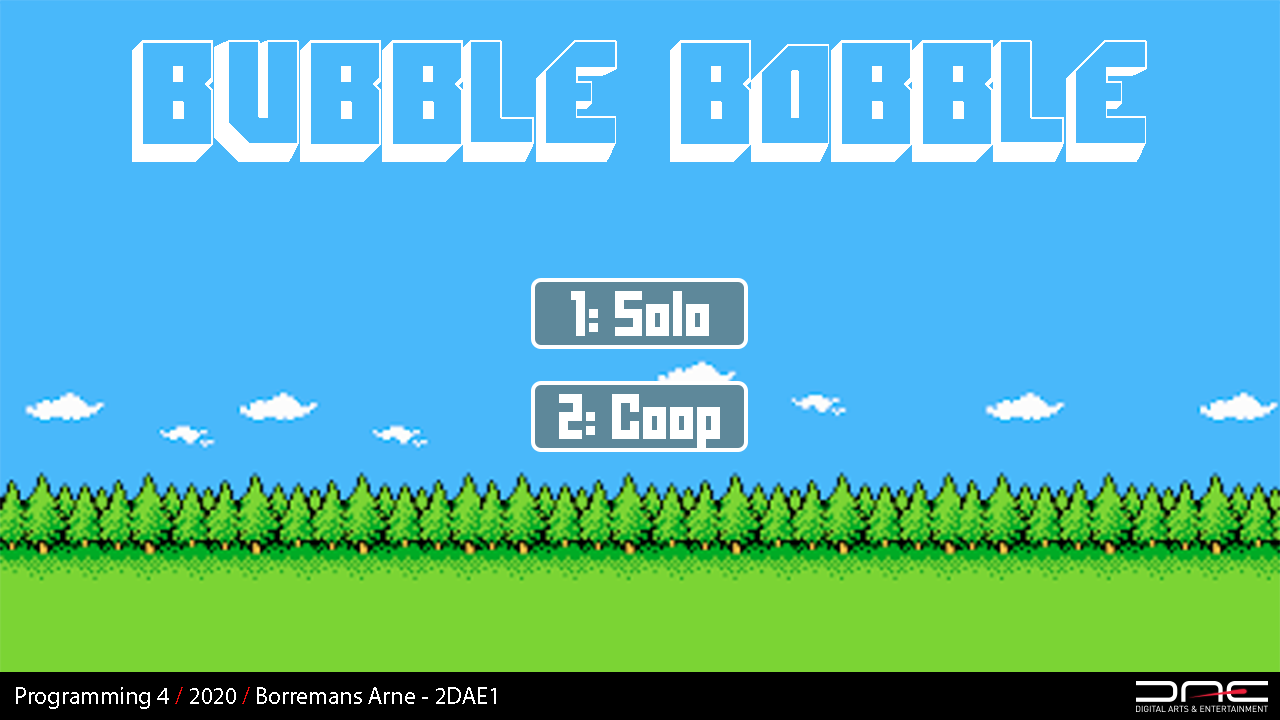 BUBBLE BOBBLE
1: Solo
2: Coop
Programming 4 / 2020 / Borremans Arne - 2DAE1
DAE
DIGITAL ARTS & ENTERTAINMENT